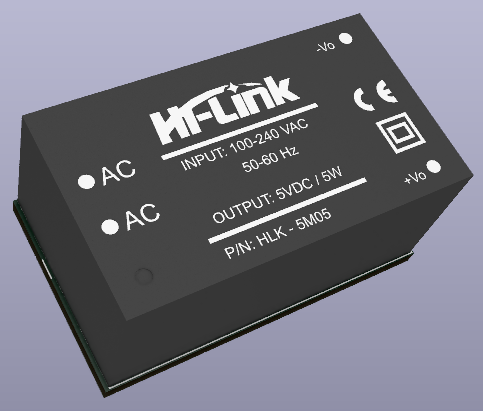 -Vo
Hi-Link
CE
AC
INPUT: 100-240 VAC
50-60 Hz
AC
OUTPUT: 5VDC / 5W
+Vo
P/N: HLK - 5M05